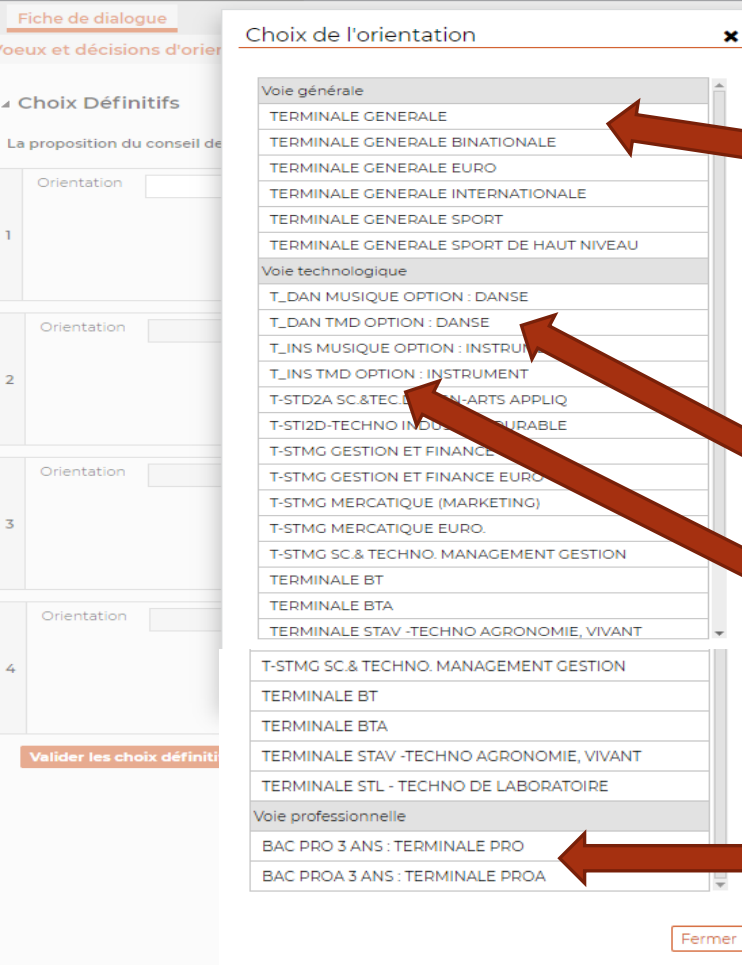 Fiche de dialogue
Voeux et décisions d'orier
Choix Définitifs
La proposition du conseil de
Orientation
1
Orientation
2
Orientation
3
Orientation
4
Valider les choix définiti
Choix de l'orientation
Voie générale
TERMINALE GENERALE
TERMINALE GENERALE BINATIONALE
TERMINALE GENERALE EURO
TERMINALE GENERALE INTERNATIONALE
TERMINALE GENERALE SPORT
TERMINALE GENERALE SPORT DE HAUT NIVEAU
Voie technologique
T_DAN MUSIQUE OPTION : DANSE
T_DAN TMD OPTION : DANSE
T_INS MUSIQUE OPTION :
T_INS TMD OPTION : INSTRUMENT
T-STD2A SC.&TEC. N-ARTS APPLIQ
T-STI2D-TECHNO DURABLE
T-STMG GESTION ET FINANCE
T-STMG GESTION ET FINANCE EURO
T-STMG MERCATIQUE (MARKETING)
T-STMG MERCATIQUE EURO.
T-STMG SC.& TECHNO. MANAGEMENT GESTION
TERMINALE BT
TERMINALE BTA
TERMINALE STAV -TECHNO AGRONOMIE, VIVANT
T-STMG SC.& TECHNO. MANAGEMENT GESTION
TERMINALE BT
TERMINALE BTA
TERMINALE STAV -TECHNO AGRONOMIE, VIVANT
TERMINALE STL - TECHNO DE LABORATOIRE
Voie professionnelle
BAC PRO 3 ANS : TERMINALE PRO
BAC PROA 3 ANS : TERMINALE PROA
Fermer